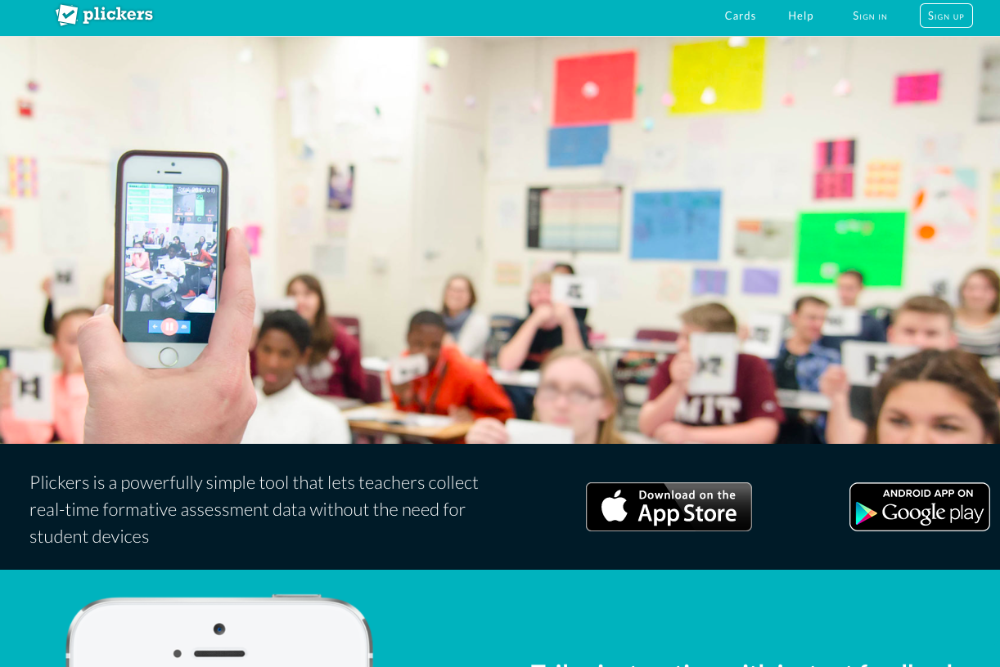 plickers
Cards
Help
Sign in
Sign up
MIT
Plickers is a powerfully simple tool that lets teachers collect
real-time formative assessment data without the need for
student devices
Download on the
App Store
ANDROID APP ON
Google play